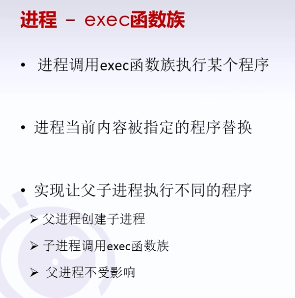 进程 – exec函数族
• 进程调用exec函数族执行某个程序
• 进程当前内容被指定的程序替换
• 实现让父子进程执行不同的程序
➢ 父进程创建子进程
➢ 子进程调用exec函数族
➢ 父进程不受影响